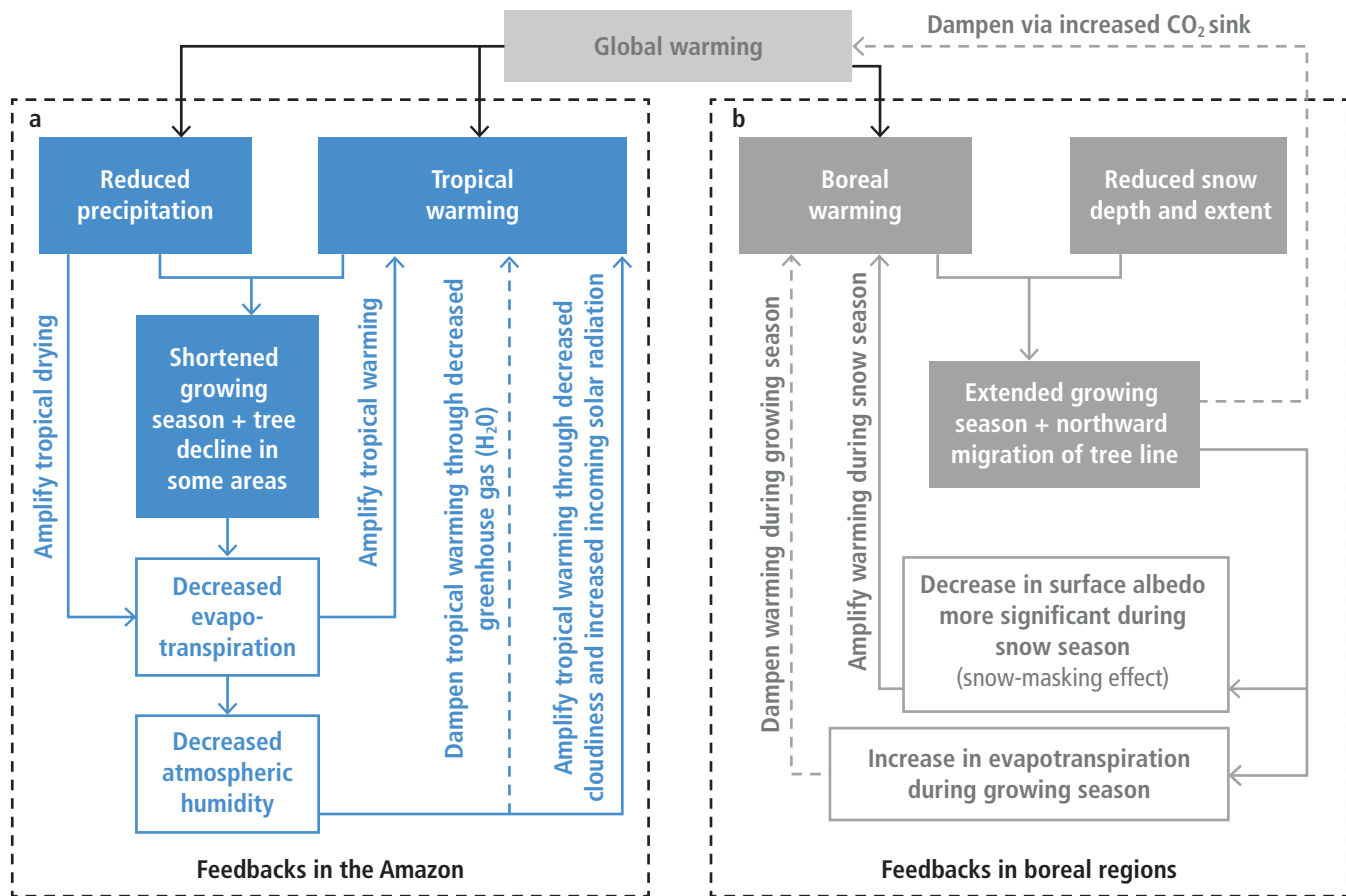 Global warming
Dampen via increased CO₂ sink
a
Reduced
precipitation
Tropical
warming
Amplify tropical drying
Shortened
growing
season + tree
decline in
some areas
Amplify tropical warming
Dampen tropical warming through decreased
greenhouse gas (H₂0)
Amplify tropical warming through decreased
cloudiness and increased incoming solar radiation
Decreased
evapo-
transpiration
Decreased
atmospheric
humidity
Feedbacks in the Amazon
b
Boreal
warming
Reduced snow
depth and extent
Dampen warming during growing season
Amplify warming during snow season
Extended growing
season + northward
migration of tree line
Decrease in surface albedo
more significant during
snow season
(snow-masking effect)
Increase in evapotranspiration
during growing season
Feedbacks in boreal regions